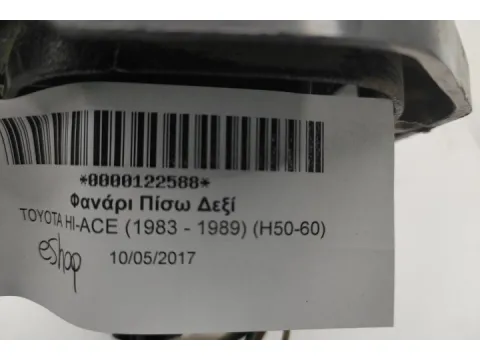 *0000122588*
Φανάρι Πίσω Δεξί
TOYOTA HI-ACE (1983 - 1989) (H50-60)
eshop
10/05/2017